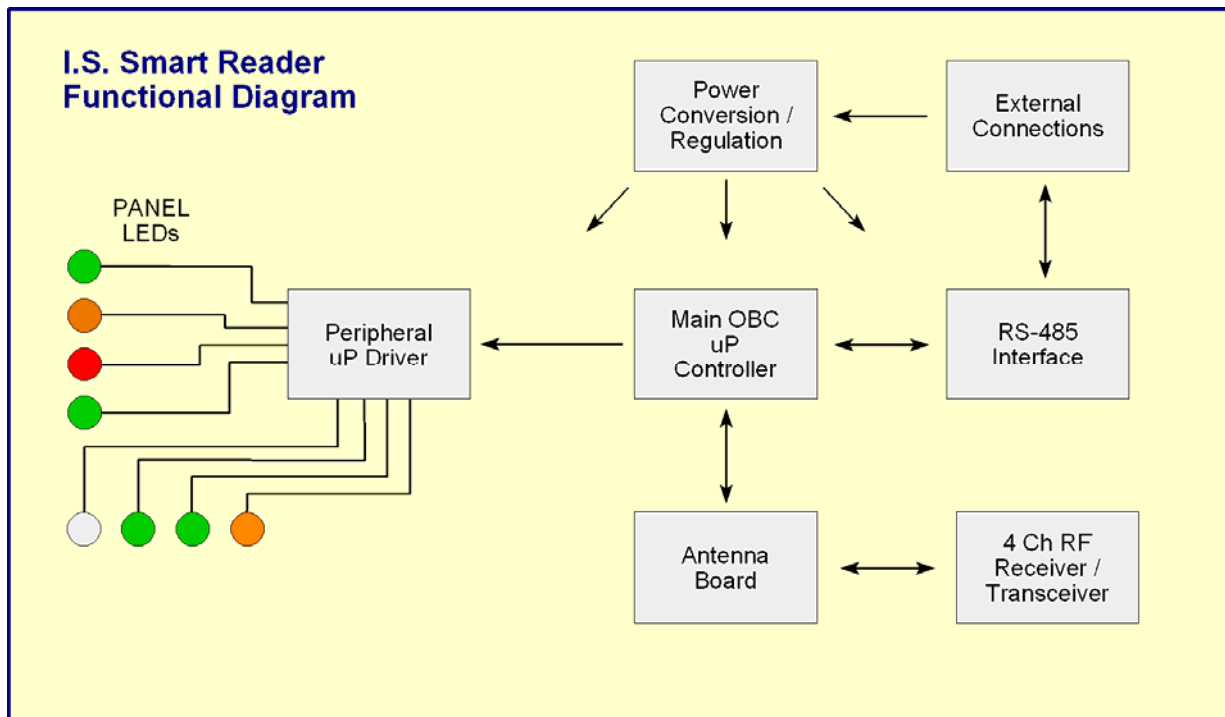 I.S. Smart Reader
Functional Diagram
Power
Conversion /
Regulation
External
Connections
PANEL
LEDs
Peripheral
uP Driver
Main OBC
uP
Controller
RS-485
Interface
Antenna
Board
4 Ch RF
Receiver /
Transceiver